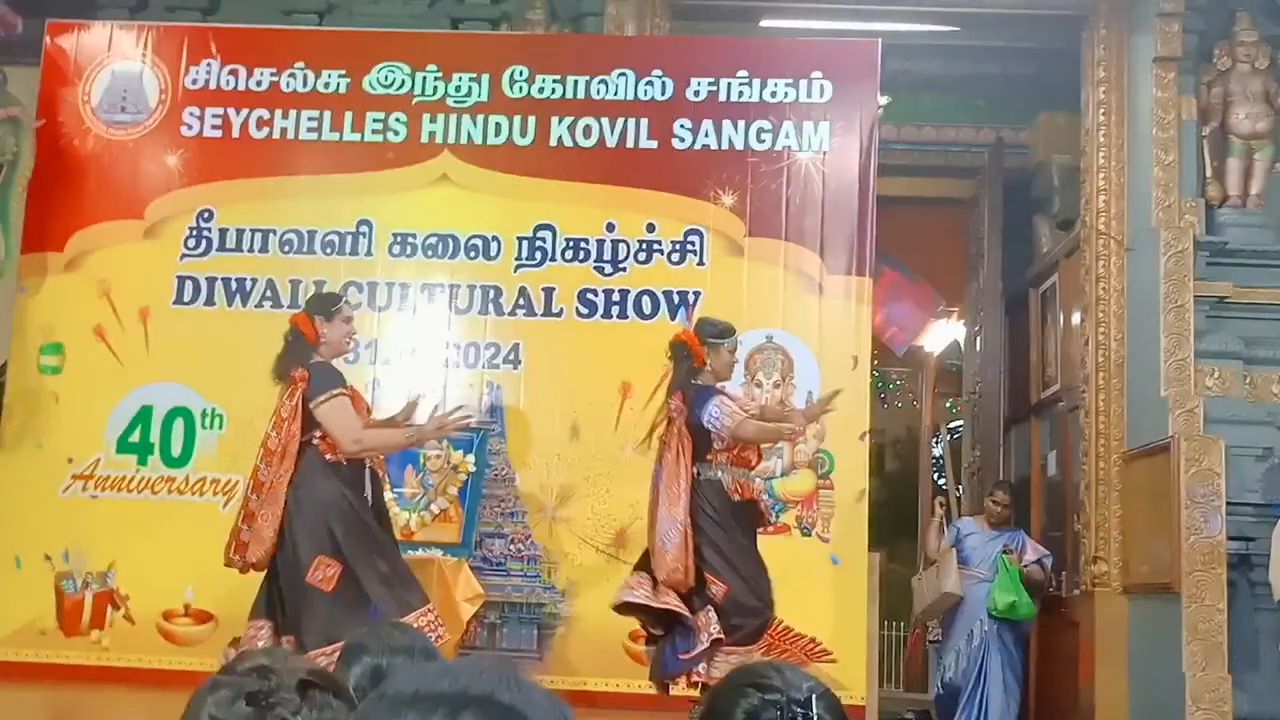 சிசெல்சு இந்து கோவில் சங்கம்
SEYCHELLES HINDU KOVIL SANGAM
தீபாவளி கலை நிகழ்ச்சி
DIWALI CULTURAL SHOW
2024
40th
Anniversary